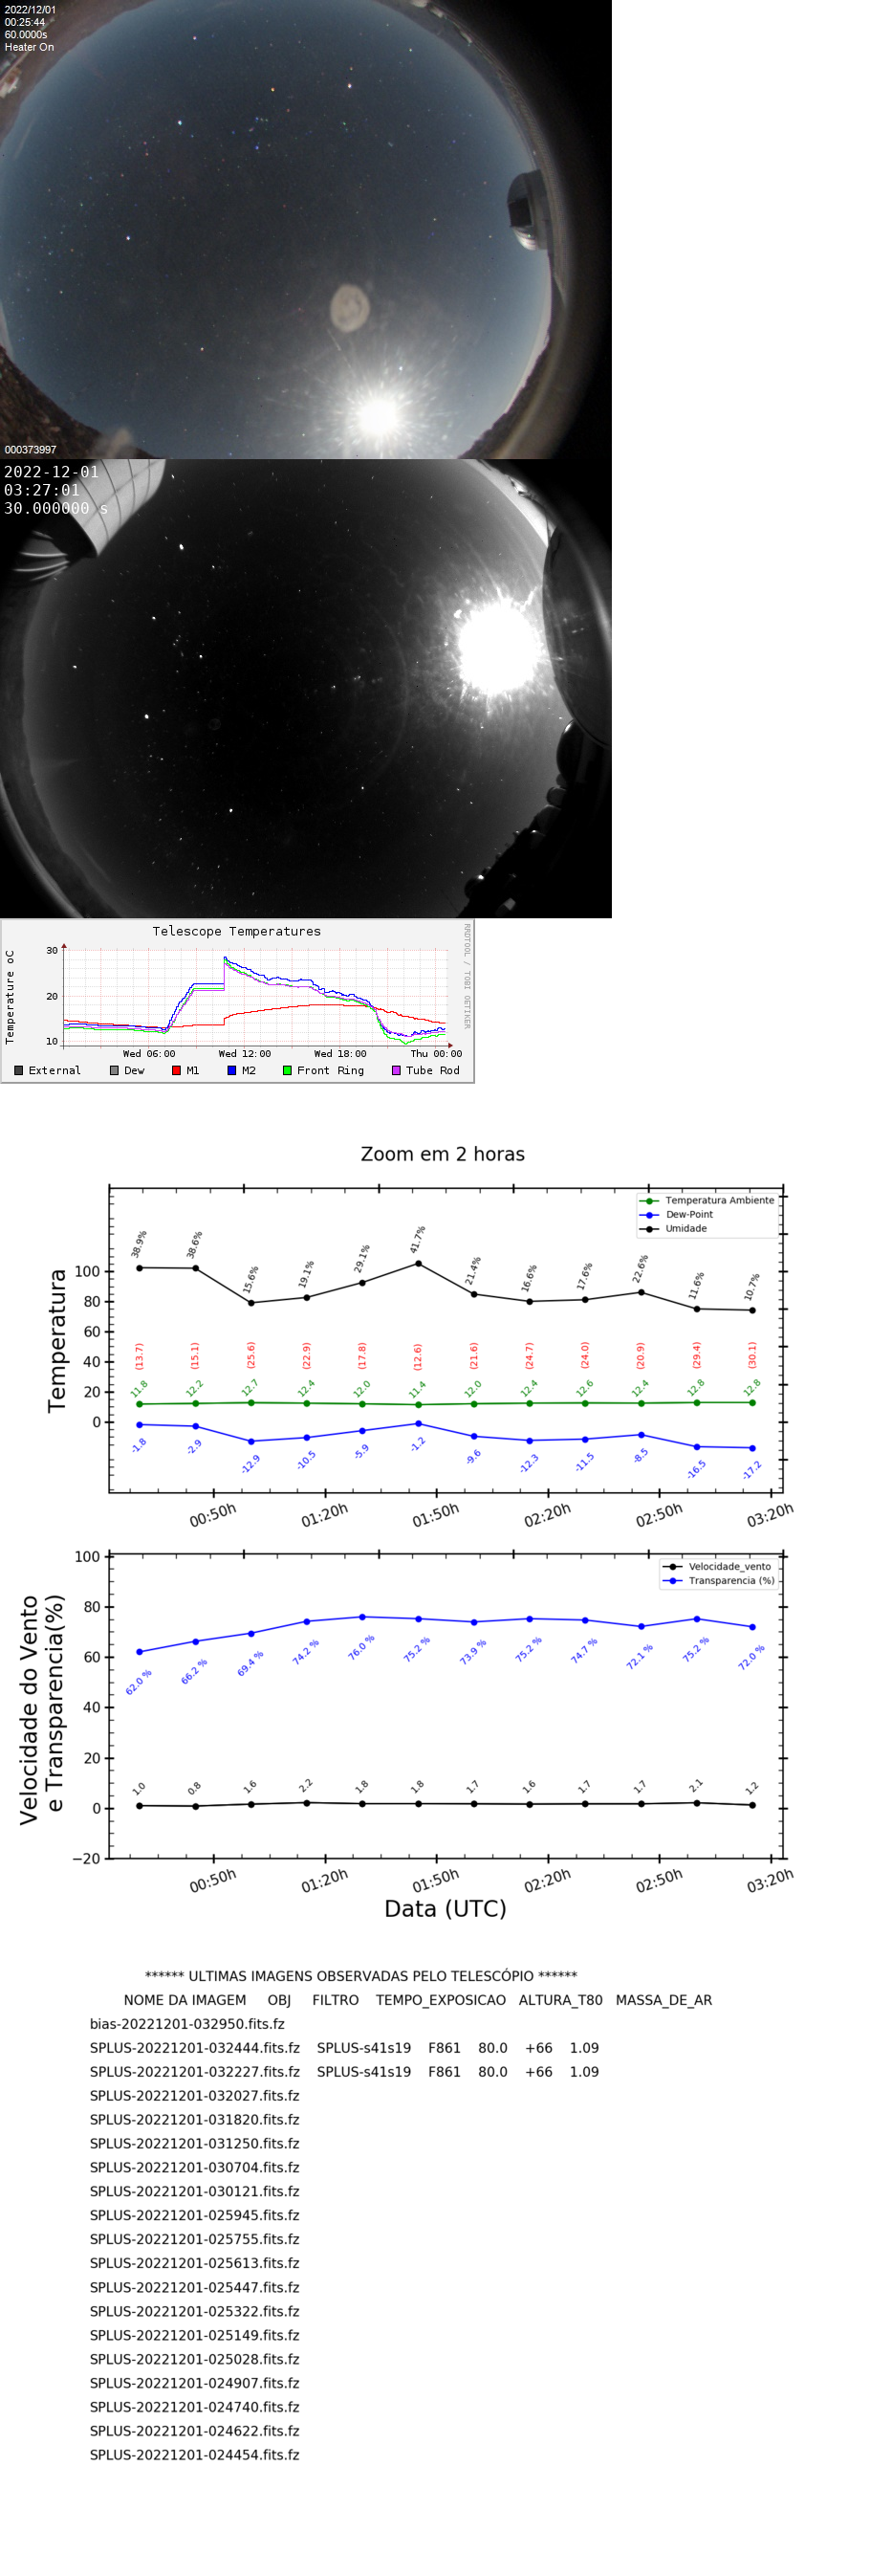 2022/12/01
00:25:44
60.0000s
Heater On
000373997
2022-12-01
03:27:01
30.000000 s
Telescope Temperatures
RRDTOOL / TOBI OETIKER
Temperature oC
30
20
10
Wed 06:00 Wed 12:00 Wed 18:00 Thu 00:00
External Dew M1 M2 Front Ring Tube Rod
Zoom em 2 horas
Temperatura Ambiente
Dew-Point
Umidade
Temperatura
100
80
60
40
20
0
38.9% 38.6% 15.6% 19.1% 29.1% 41.7% 21.4% 16.6% 17.6% 22.6% 11.6% 10.7%
(13.7) (15.1) (25.6) (22.9) (17.8) (12.6) (21.6) (24.7) (24.0) (20.9) (29.4) (30.1)
11.8 12.2 12.7 12.4 12.0 11.4 12.0 12.4 12.6 12.4 12.8 12.8
-1.8 -2.9 -12.9 -10.5 -5.9 -1.2 -9.6 -12.3 -11.5 -8.5 -16.5 -17.2
00:50h 01:20h 01:50h 02:20h 02:50h 03:20h
Velocidade_vento
Transparencia (%)
Velocidade do Vento
e Transparencia(%)
100
80
60
40
20
0
−20
62.0 % 66.2 % 69.4 % 74.2 % 76.0 % 75.2 % 73.9 % 75.2 % 74.7 % 72.1 % 75.2 % 72.0 %
1.0 0.8 1.6 2.2 1.8 1.8 1.7 1.6 1.7 1.7 2.1 1.2
00:50h 01:20h 01:50h 02:20h 02:50h 03:20h
Data (UTC)
****** ULTIMAS IMAGENS OBSERVADAS PELO TELESCÓPIO ******
NOME DA IMAGEM OBJ FILTRO TEMPO_EXPOSICAO ALTURA_T80 MASSA_DE_AR
bias-20221201-032950.fits.fz
SPLUS-20221201-032444.fits.fz SPLUS-s41s19 F861 80.0 +66 1.09
SPLUS-20221201-032227.fits.fz SPLUS-s41s19 F861 80.0 +66 1.09
SPLUS-20221201-032027.fits.fz
SPLUS-20221201-031820.fits.fz
SPLUS-20221201-031250.fits.fz
SPLUS-20221201-030704.fits.fz
SPLUS-20221201-030121.fits.fz
SPLUS-20221201-025945.fits.fz
SPLUS-20221201-025755.fits.fz
SPLUS-20221201-025613.fits.fz
SPLUS-20221201-025447.fits.fz
SPLUS-20221201-025322.fits.fz
SPLUS-20221201-025149.fits.fz
SPLUS-20221201-025028.fits.fz
SPLUS-20221201-024907.fits.fz
SPLUS-20221201-024740.fits.fz
SPLUS-20221201-024622.fits.fz
SPLUS-20221201-024454.fits.fz